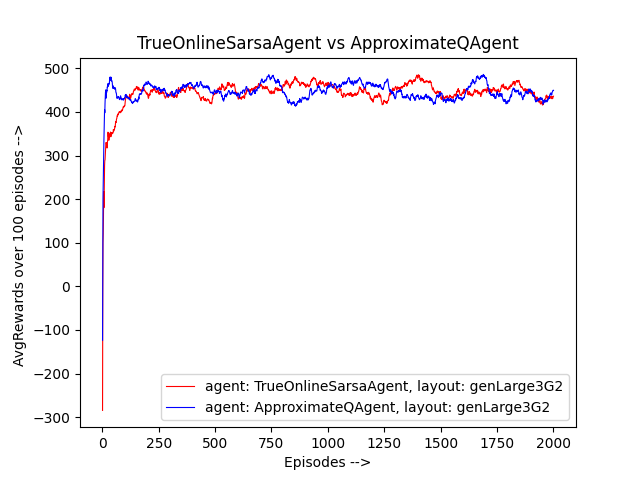 TrueOnlineSarsaAgent vs ApproximateQAgent
AvgRewards over 100 episodes -->
500
400
300
200
100
0
−100
−200
−300
agent: TrueOnlineSarsaAgent, layout: genLarge3G2
agent: ApproximateQAgent, layout: genLarge3G2
0 250 500 750 1000 1250 1500 1750 2000
Episodes -->